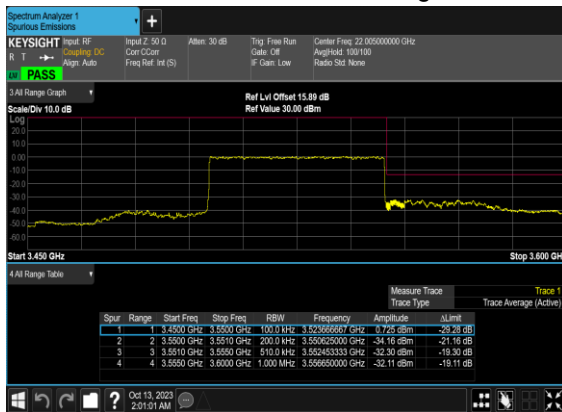 Spectrum Analyzer 1
Spurious Emissions
KEYSIGHT Input: RF Input Z: 50 Ω Atten: 30 dB Trig: Free Run Center Freq: 22.005000000 GHz
R T Coupling: DC Corr CCorr Gate: Off Avg|Hold: 100/100
Align: Auto Freq Ref: Int (S) IF Gain: Low Radio Std: None
LXI PASS
3 All Range Graph
Ref Lvl Offset 15.89 dB
Scale/Div 10.0 dB Ref Value 30.00 dBm
Log
20.0
10.0
0.00
-10.0
-20.0
-30.0
-40.0
-50.0
-60.0
Start 3.450 GHz Stop 3.600 GH
4 All Range Table
Measure Trace Trace 1
Trace Type Trace Average (Active)
Spur Range Start Freq Stop Freq RBW Frequency Amplitude ΔLimit
1 1 3.4500 GHz 3.5500 GHz 100.0 kHz 3.523666667 GHz 0.725 dBm -29.28 dB
2 2 3.5500 GHz 3.5510 GHz 200.0 kHz 3.550625000 GHz -34.16 dBm -21.16 dB
3 3 3.5510 GHz 3.5550 GHz 510.0 kHz 3.552453333 GHz -32.30 dBm -19.30 dB
4 4 3.5550 GHz 3.6000 GHz 1.000 MHz 3.556650000 GHz -32.11 dBm -19.11 dB
? Oct 13, 2023
2:01:01 AM